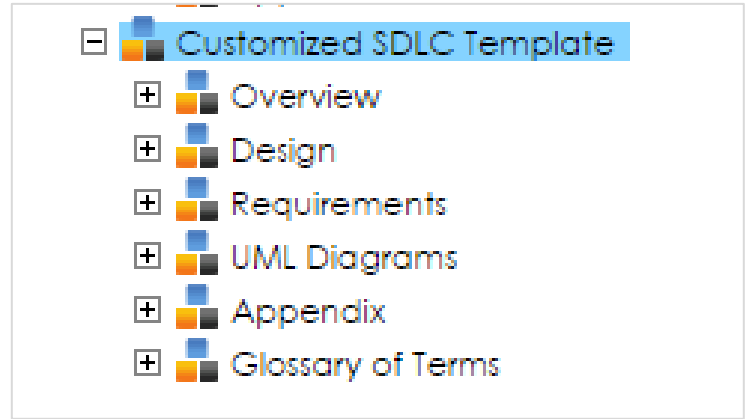 Customized SDLC Template
Overview
Design
Requirements
UML Diagrams
Appendix
Glossary of Terms